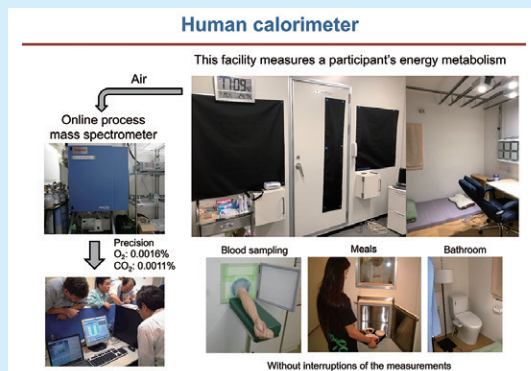 Human calorimeter
This facility measures a participant's energy metabolism
Air
Online process
mass spectrometer
Precision
O₂: 0.0016%
CO₂: 0.0011%
Blood sampling
Meals
Bathroom
Without interruptions of the measurements